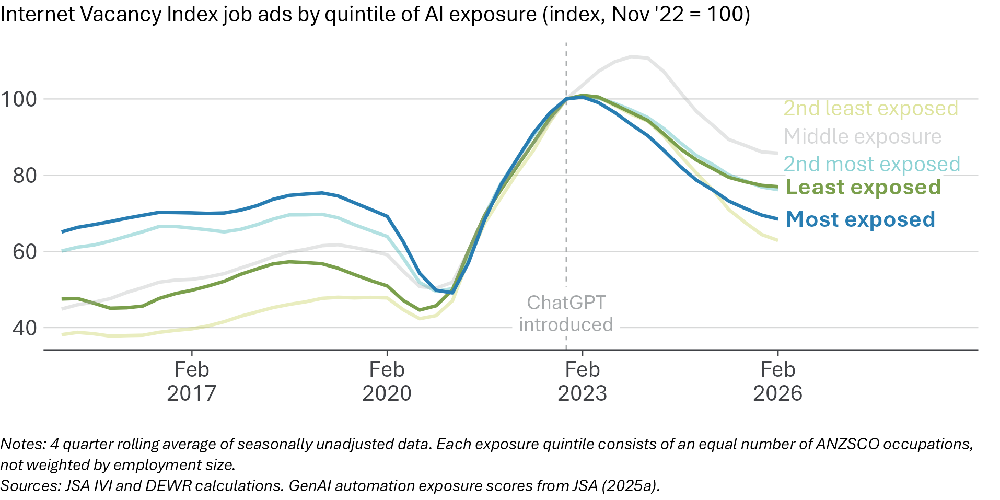 Internet Vacancy Index job ads by quintile of AI exposure (index, Nov '22 = 100)
100
80
60
40
2nd least exposed
Middle exposure
2nd most exposed
Least exposed
Most exposed
ChatGPT
introduced
Feb
2017
Feb
2020
Feb
2023
Feb
2026
Notes: 4 quarter rolling average of seasonally unadjusted data. Each exposure quintile consists of an equal number of ANZSCO occupations,
not weighted by employment size.
Sources: JSA IVI and DEWR calculations. GenAI automation exposure scores from JSA (2025a).